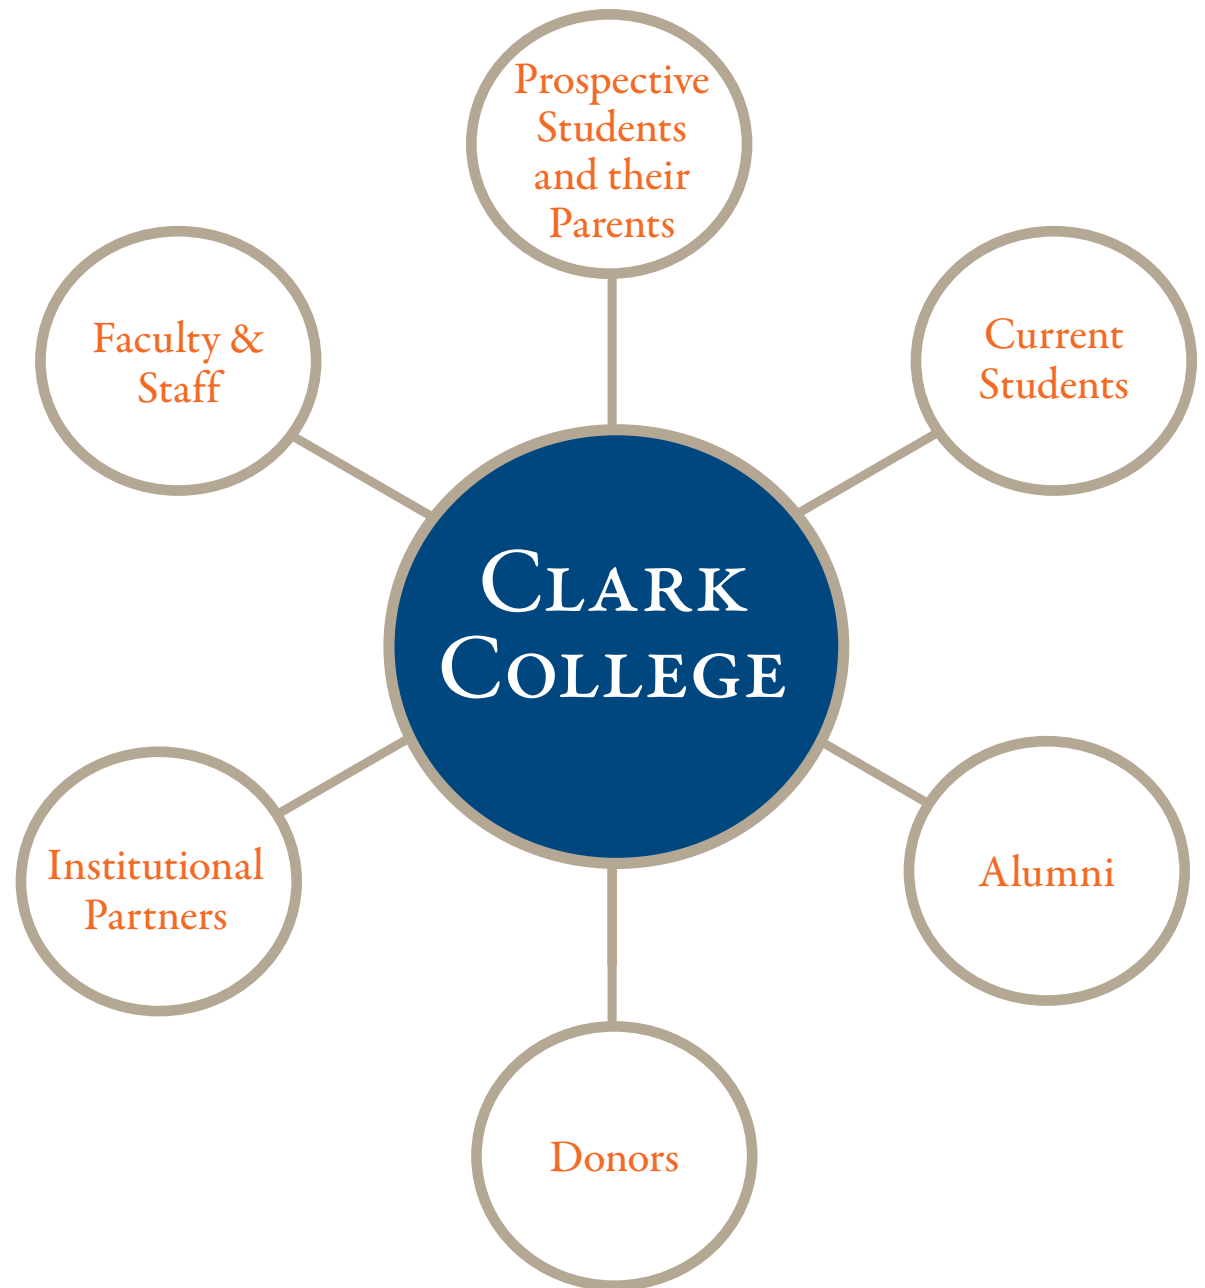 Prospective
Students
and their
Parents
Faculty &
Staff
Current
Students
Clark
College
Institutional
Partners
Alumni
Donors